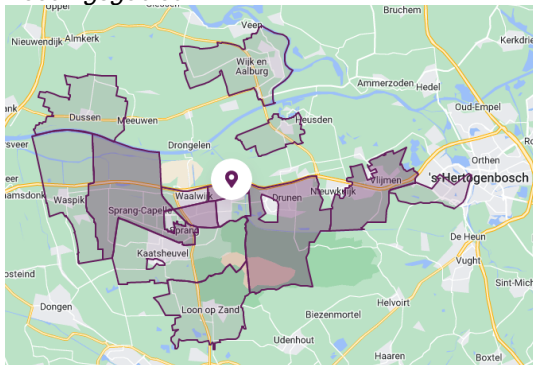 Bruchem
Veen
Nieuwendijk
Almkerk
Kerkdrie
Wijk en
Aalburg
Ammerzoden
Hedel
Oud-Empel
Dussen
Meeuwen
Heusden
Drongelen
Orthen
Vlijmen
's-Hertogenbosch
Waspik
Waalwijk
Drunen
Nieuwkuijk
Sprang-Capelle
Sprang
De Heun
Kaatsheuvel
Vught
Sint-Mich
Dongen
Loon op Zand
Helvoirt
Biezenmortel
Udenhout
Haaren
Boxtel